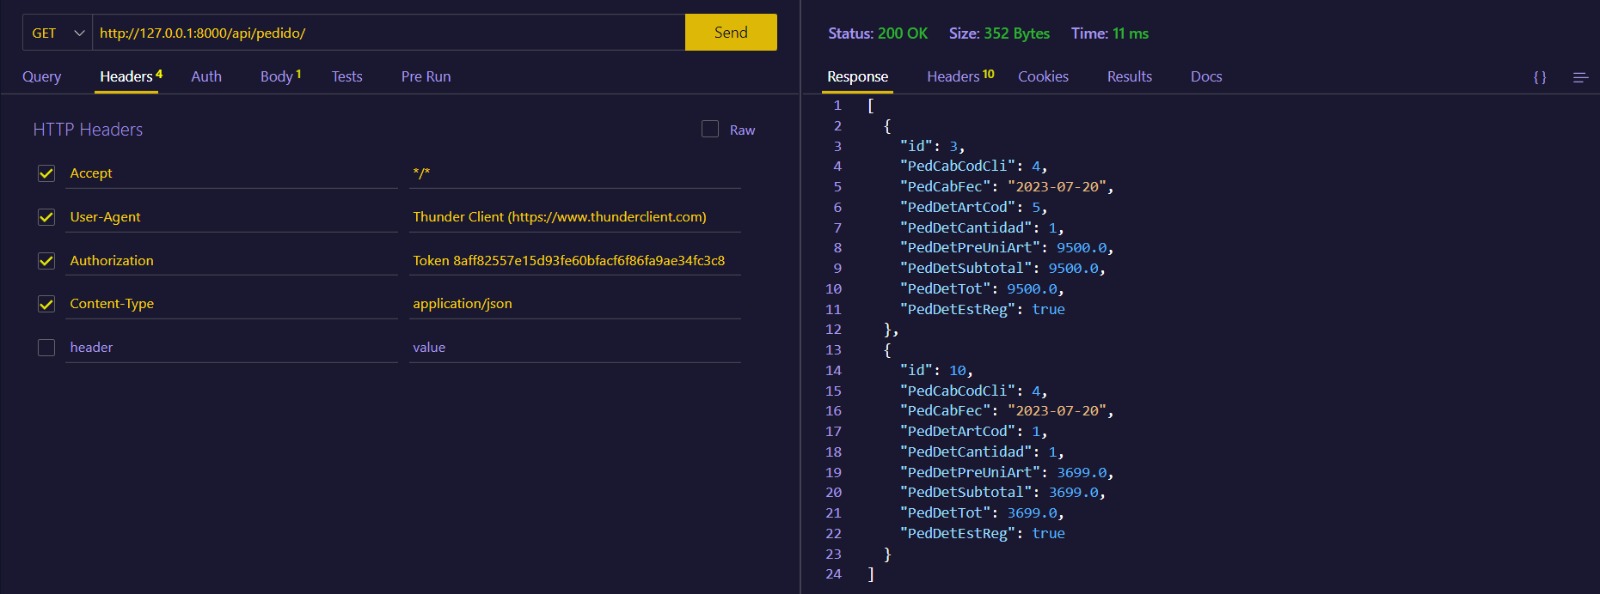 GET http://127.0.0.1:8000/api/pedido/ Send
Query Headers 4 Auth Body 1 Tests Pre Run
HTTP Headers Raw
Accept */*
User-Agent Thunder Client (https://www.thunderclient.com)
Authorization Token 8aff82557e15d93fe60bfacf6f86fa9ae34fc3c8
Content-Type application/json
header value
Status: 200 OK Size: 352 Bytes Time: 11 ms
Response Headers 10 Cookies Results Docs {}
1 [
2 {
3 "id": 3,
4 "PedCabCodCli": 4,
5 "PedCabFec": "2023-07-20",
6 "PedDetArtCod": 5,
7 "PedDetCantidad": 1,
8 "PedDetPreUniArt": 9500.0,
9 "PedDetSubtotal": 9500.0,
10 "PedDetTot": 9500.0,
11 "PedDetEstReg": true
12 },
13 {
14 "id": 10,
15 "PedCabCodCli": 4,
16 "PedCabFec": "2023-07-20",
17 "PedDetArtCod": 1,
18 "PedDetCantidad": 1,
19 "PedDetPreUniArt": 3699.0,
20 "PedDetSubtotal": 3699.0,
21 "PedDetTot": 3699.0,
22 "PedDetEstReg": true
23 }
24 ]